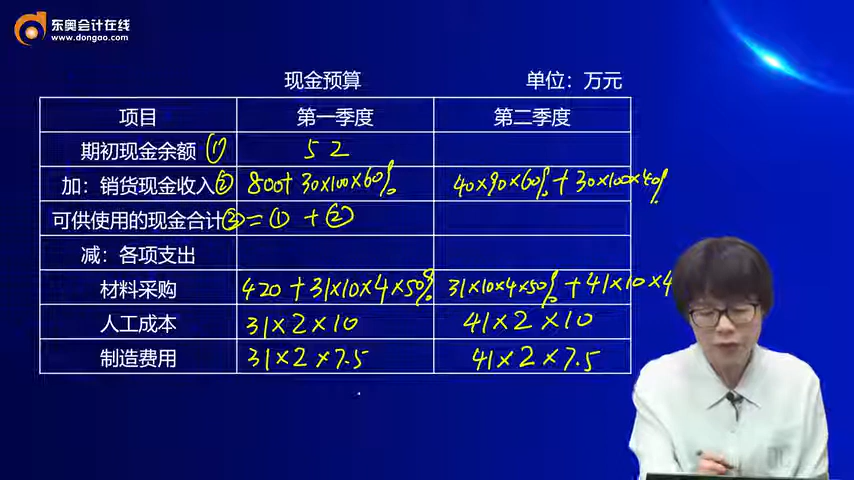 东奥会计在线
www.dongao.com
现金预算 单位：万元
项目 第一季度 第二季度
期初现金余额 ① 52
加：销货现金收入② 800+30×100×60% 40×90×60%+30×100×40%
可供使用的现金合计③=①+②
减：各项支出
材料采购 420+31×10×4×50% 31×10×4×50%+41×10×4
人工成本 31×2×10 41×2×10
制造费用 31×2×7.5 41×2×7.5